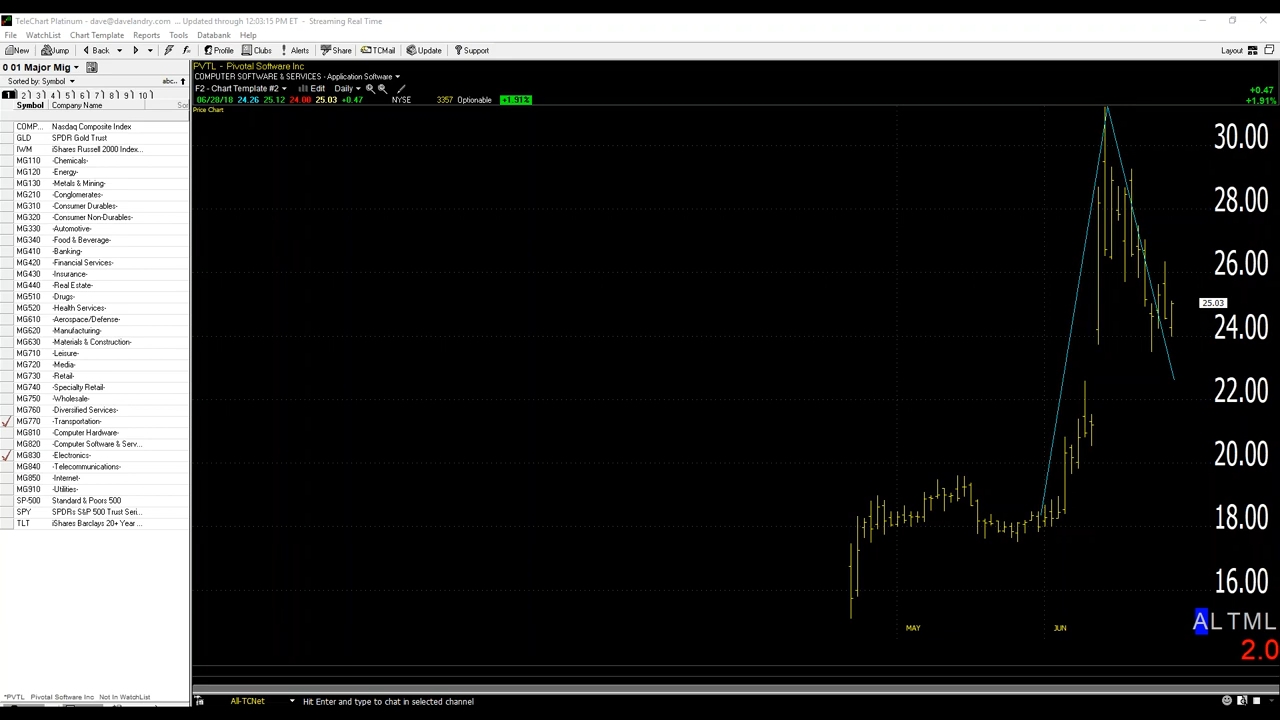 TeleChart Platinum - dave@davelandry.com ... Updated through 12:03:15 PM ET - Streaming Real Time
File WatchList Chart Template Tools Reports Databank Help
New Jump Back Profile Clubs Alerts Share TCMail Update Support Layout
0 01 Major Mig
Sorted by: Symbol abc..
1 2 3 4 5 6 7 8 9 10
Symbol Company Name
COMP... Nasdaq Composite Index
GLD SPDR Gold Trust
IWM iShares Russell 2000 Index...
MG110 -Chemicals-
MG120 -Energy-
MG130 -Metals & Mining-
MG210 -Conglomerates-
MG310 -Consumer Durables-
MG320 -Consumer Non-Durables-
MG330 -Automotive-
MG340 -Food & Beverage-
MG410 -Banking-
MG420 -Financial Services-
MG430 -Insurance-
MG440 -Real Estate-
MG510 -Drugs-
MG520 -Health Services-
MG610 -Aerospace/Defense-
MG620 -Manufacturing-
MG630 -Materials & Construction-
MG710 -Leisure-
MG720 -Media-
MG730 -Retail-
MG740 -Specialty Retail-
MG750 -Wholesale-
MG760 -Diversified Services-
MG770 -Transportation-
MG810 -Computer Hardware-
MG820 -Computer Software & Serv...
MG830 -Electronics-
MG840 -Telecommunications-
MG850 -Internet-
MG910 -Utilities-
SP-500 Standard & Poors 500
SPY SPDRs S&P 500 Trust Seri...
TLT iShares Barclays 20+ Year ...
*PVTL Pivotal Software Inc Not In WatchList
PVTL - Pivotal Software Inc
COMPUTER SOFTWARE & SERVICES - Application Software
F2 - Chart Template #2 Edit Daily
06/28/18 24.26 25.12 24.00 25.03 +0.47 NYSE 3357 Optionable +1.91%
+0.47
+1.91%
Price Chart
30.00
28.00
26.00
25.03
24.00
22.00
20.00
18.00
16.00
MAY JUN
ALTML
2.0
All-TCNet Hit Enter and type to chat in selected channel